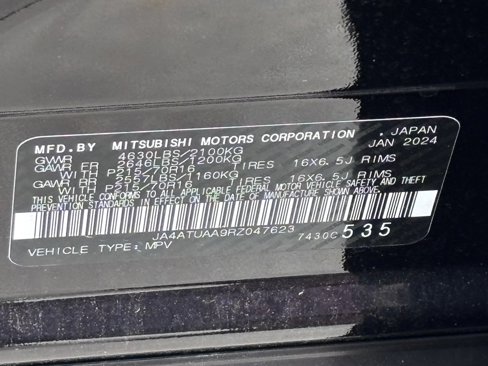 MFD.BY MITSUBISHI MOTORS CORPORATION, JAPAN
GVWR 4630LBS/2100KG JAN 2024
GAWR FR 2646LBS/1200KG
WITH P215/70R16 TIRES 16X6.5J RIMS
GAWR RR 2557LBS/1160KG
WITH P215/70R16 TIRES 16X6.5J RIMS
THIS VEHICLE CONFORMS TO ALL APPLICABLE FEDERAL MOTOR VEHICLE SAFETY AND THEFT
PREVENTION STANDARDS IN EFFECT ON THE DATE OF MANUFACTURE SHOWN ABOVE.
JA4ATUAA9RZ047623 7430C535
VEHICLE TYPE: MPV